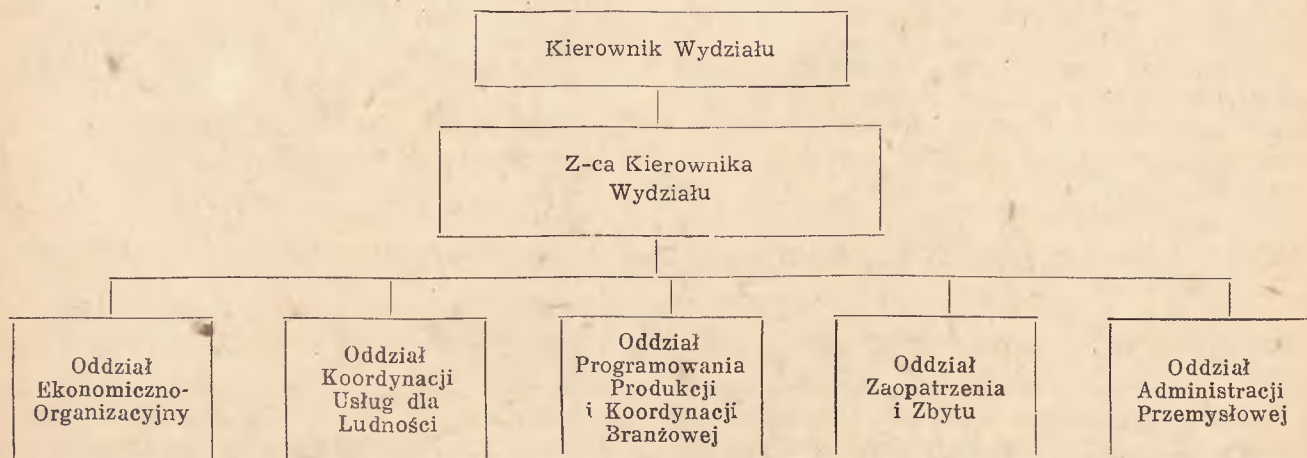 Kierownik Wydziału
Z-ca Kierownika
Wydziału
Oddział
Ekonomiczno-
Organizacyjny
Oddział
Koordynacji
Usług dla
Ludności
Oddział
Programowania
Produkcji
i Koordynacji
Branżowej
Oddział
Zaopatrzenia
i Zbytu
Oddział
Administracji
Przemysłowej